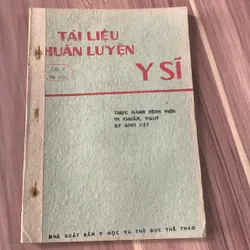 TÀI LIỆU
HUẤN LUYỆN
Y SĨ
THỰC HÀNH BỆNH VIỆN
VI KHUẨN, VIRUT
KÝ SINH VẬT
NHÀ XUẤT BẢN Y HỌC VÀ THỂ DỤC THỂ THAO